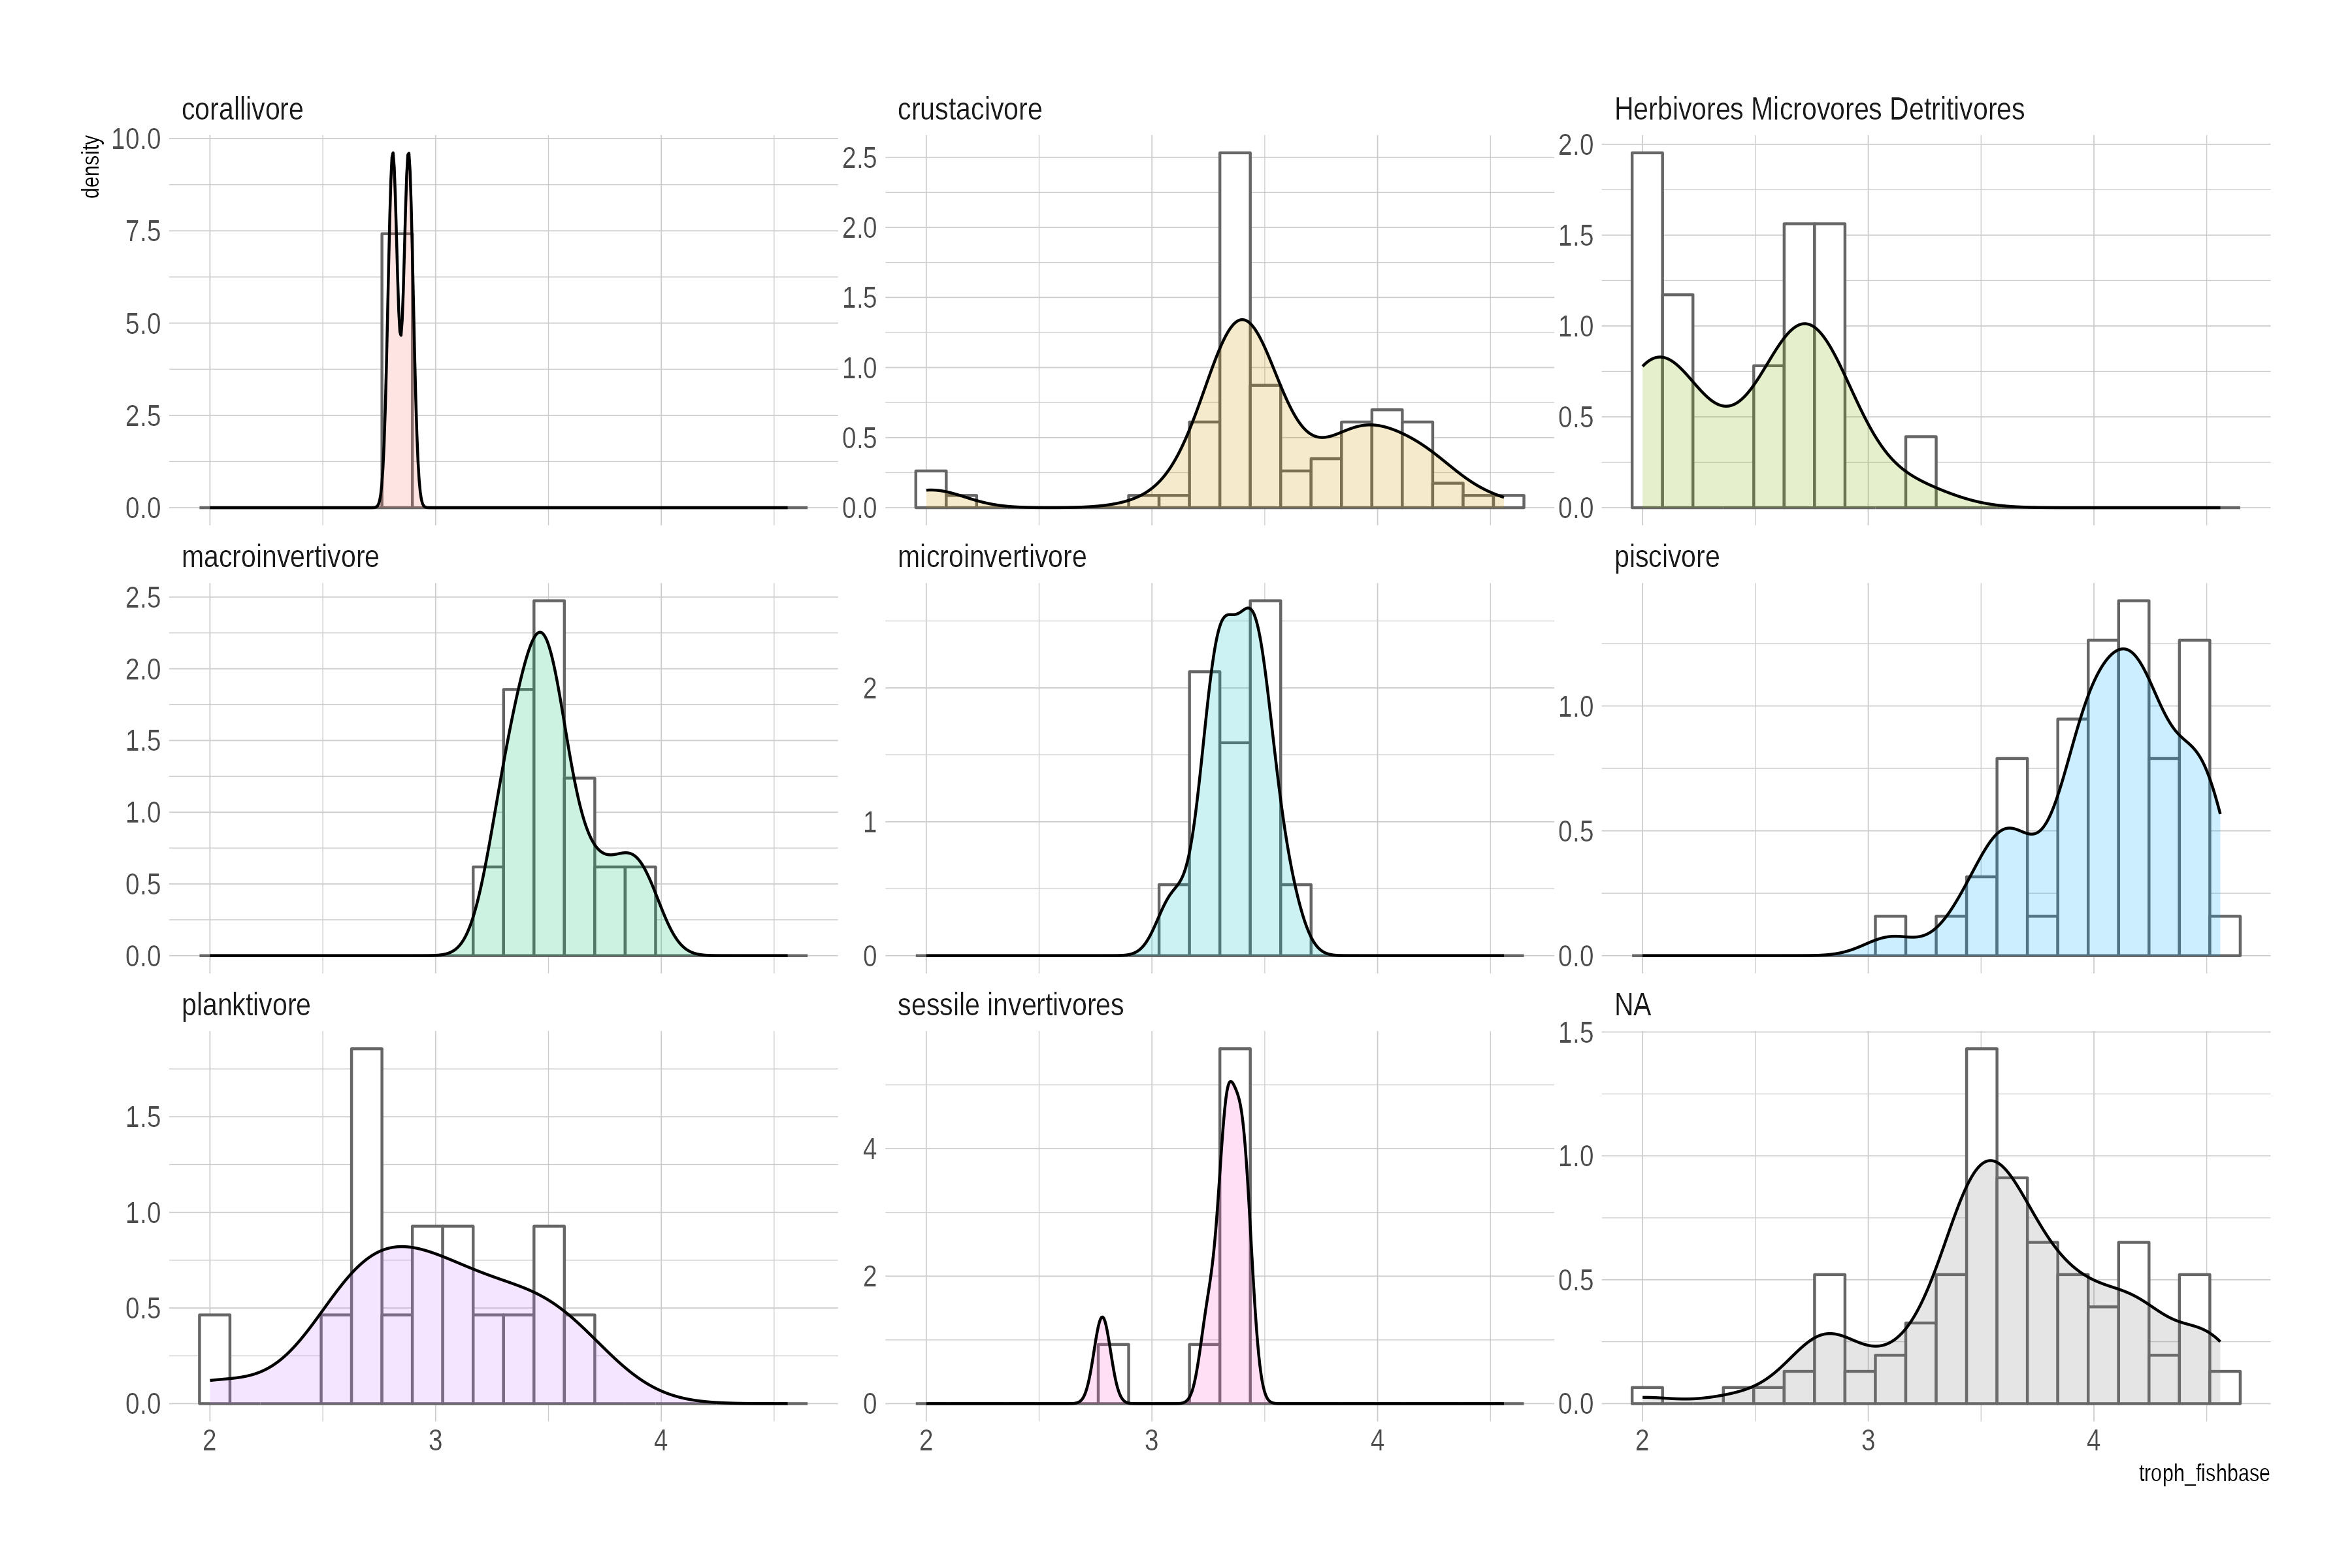 corallivore
crustacivore
Herbivores Microvores Detritivores
density
10.0
7.5
5.0
2.5
0.0
2.5
2.0
1.5
1.0
0.5
0.0
2.0
1.5
1.0
0.5
0.0
macroinvertivore
microinvertivore
piscivore
2.5
2.0
1.5
1.0
0.5
0.0
2
1
0
1.0
0.5
0.0
planktivore
sessile invertivores
NA
1.5
1.0
0.5
0.0
4
2
0
1.5
1.0
0.5
0.0
2 3 4
2 3 4
2 3 4
troph_fishbase